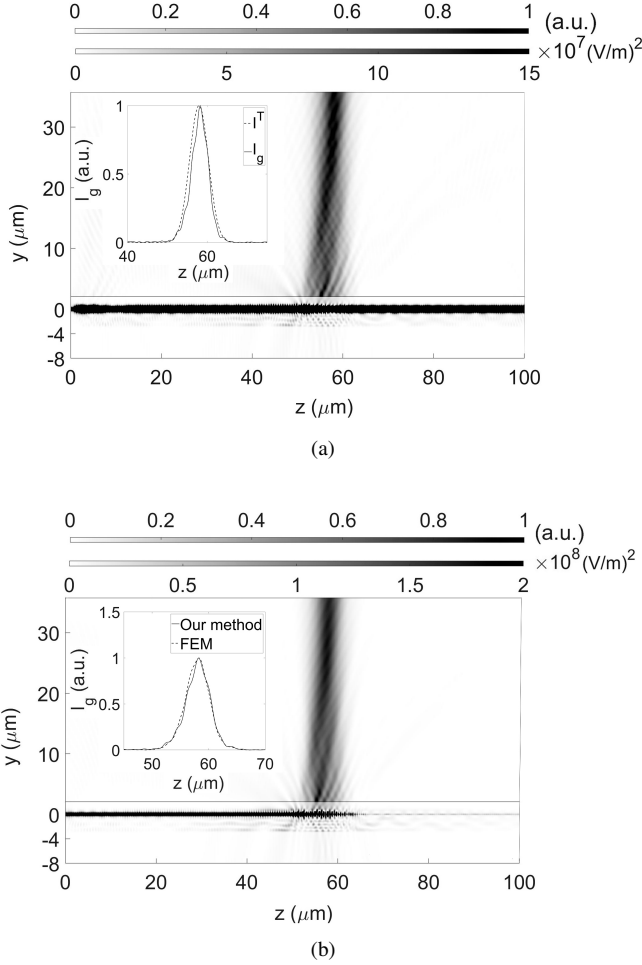 0 0.2 0.4 0.6 0.8 1 (a.u.)
×10⁷ (V/m)²
0 5 10 15
30
20
10
0
-4
-8
y (μm)
1
0.5
0
I_g (a.u.)
I^T
I_g
40 60
z (μm)
0 20 40 60 80 100
z (μm)
(a)
0 0.2 0.4 0.6 0.8 1 (a.u.)
×10⁸ (V/m)²
0 0.5 1 1.5 2
30
20
10
0
-4
-8
y (μm)
1.5
1
0.5
0
I_g (a.u.)
Our method
FEM
50 60 70
z (μm)
0 20 40 60 80 100
z (μm)
(b)